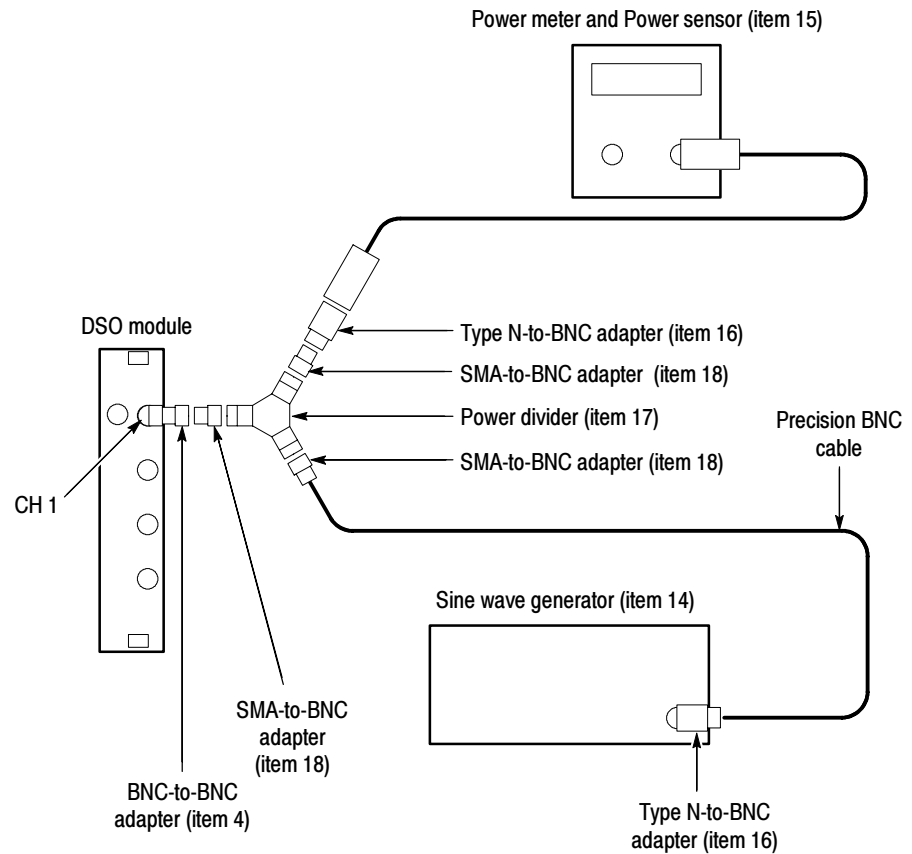 Power meter and Power sensor (item 15)
DSO module
Type N-to-BNC adapter (item 16)
SMA-to-BNC adapter (item 18)
Power divider (item 17)
SMA-to-BNC adapter (item 18)
Precision BNC
cable
CH 1
Sine wave generator (item 14)
SMA-to-BNC
adapter
(item 18)
BNC-to-BNC
adapter (item 4)
Type N-to-BNC
adapter (item 16)